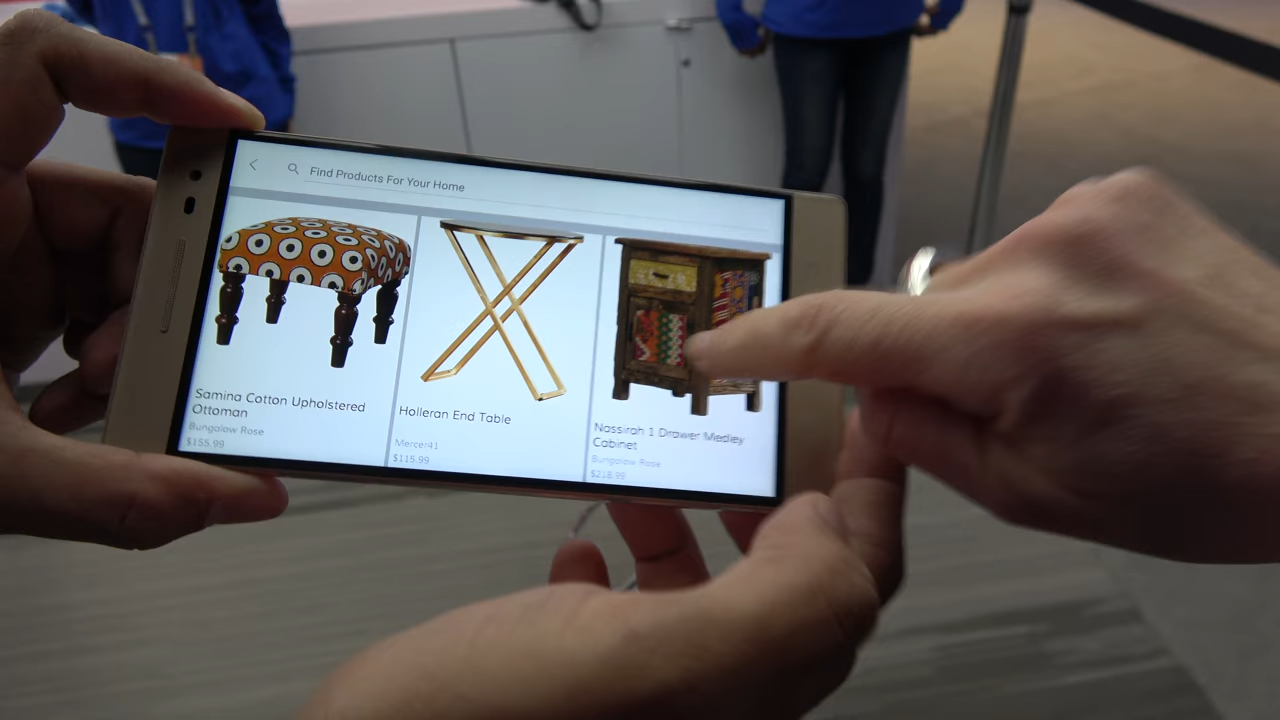 Find Products For Your Home
Samina Cotton Upholstered
Ottoman
Bungalow Rose
$155.99
Holleran End Table
Mercer41
$115.99
Nassirah 1 Drawer Medley
Cabinet
Bungalow Rose
$218.99